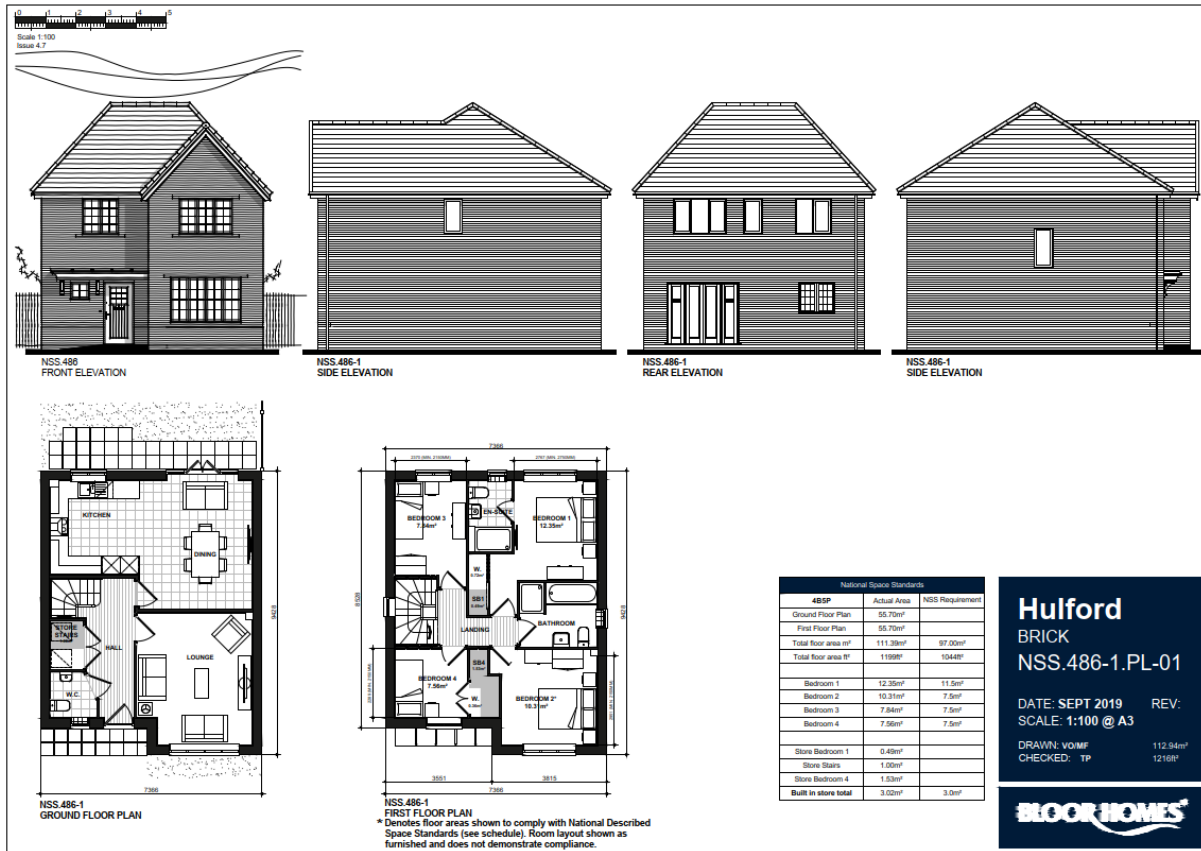 0 1 2 3 4 5
Scale 1:100
Issue 4.7
NSS.486
FRONT ELEVATION
NSS.486-1
SIDE ELEVATION
NSS.486-1
REAR ELEVATION
NSS.486-1
SIDE ELEVATION
KITCHEN
DINING
STORE
STAIRS
HALL
LOUNGE
W.C.
9428
7366
NSS.486-1
GROUND FLOOR PLAN
7366
BEDROOM 3
7.84m²
EN-SUITE
BEDROOM 1
12.35m²
W.
SB1
0.49m²
8528
9428
LANDING
BATHROOM
BEDROOM 4
7.56m²
SB4
1.53m²
W.
BEDROOM 2*
10.31m²
3551 3815
7366
NSS.486-1
FIRST FLOOR PLAN
* Denotes floor areas shown to comply with National Described
Space Standards (see schedule). Room layout shown as
furnished and does not demonstrate compliance.
National Space Standards
4B5P Actual Area NSS Requirement
Ground Floor Plan 55.70m²
First Floor Plan 55.70m²
Total floor area m² 111.39m² 97.00m²
Total floor area ft² 1199ft² 1044ft²
Bedroom 1 12.35m² 11.5m²
Bedroom 2 10.31m² 7.5m²
Bedroom 3 7.84m² 7.5m²
Bedroom 4 7.56m² 7.5m²
Store Bedroom 1 0.49m²
Store Stairs 1.00m²
Store Bedroom 4 1.53m²
Built in store total 3.02m² 3.0m²
Hulford
BRICK
NSS.486-1.PL-01
DATE: SEPT 2019 REV:
SCALE: 1:100 @ A3
DRAWN: VO/MF 112.94m²
CHECKED: TP 1216ft²
BLOOR HOMES